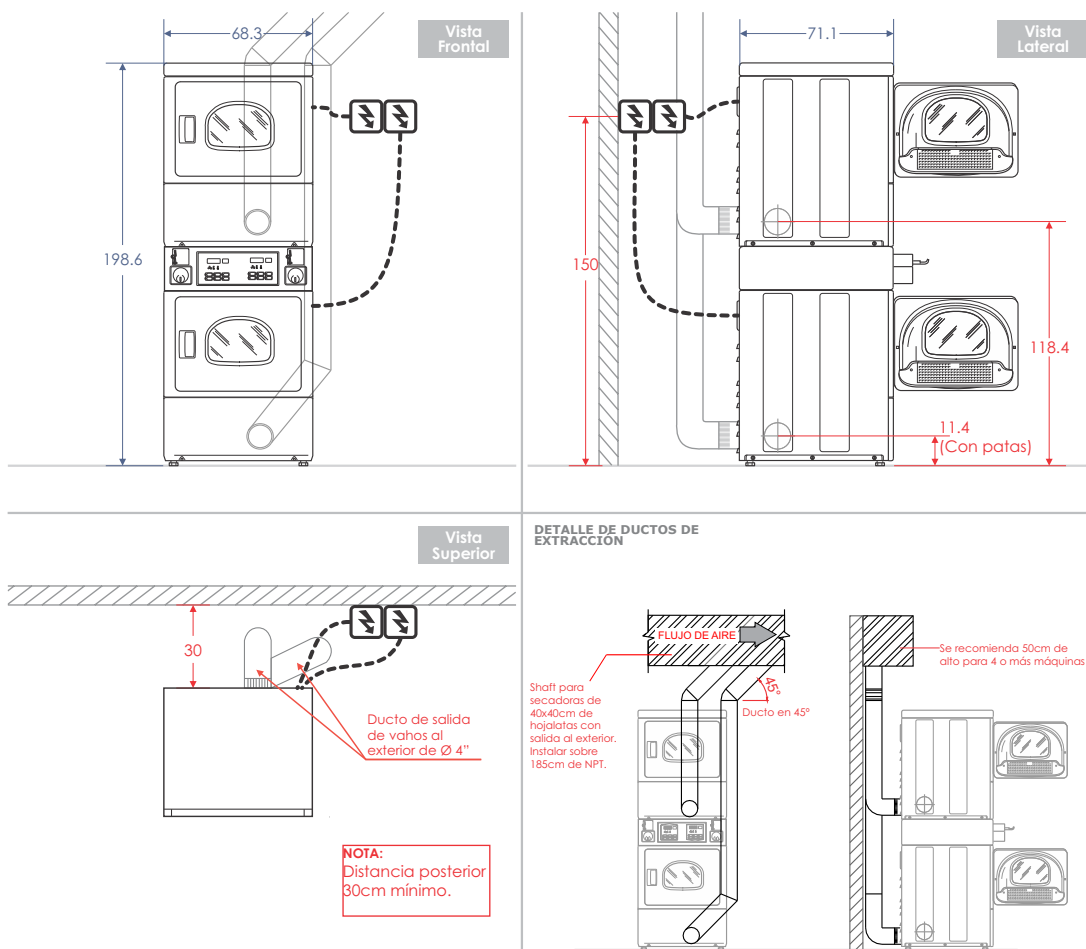 68.3
Vista
Frontal
198.6
71.1
Vista
Lateral
150
118.4
11.4
(Con patas)
Vista
Superior
30
Ducto de salida
de vahos al
exterior de Ø 4"
NOTA:
Distancia posterior
30cm mínimo.
DETALLE DE DUCTOS DE
EXTRACCIÓN
FLUJO DE AIRE
Se recomienda 50cm de
alto para 4 o más máquinas
45°
Ducto en 45°
Shaft para
secadoras de
40x40cm de
hojalatas con
salida al exterior.
Instalar sobre
185cm de NPT.